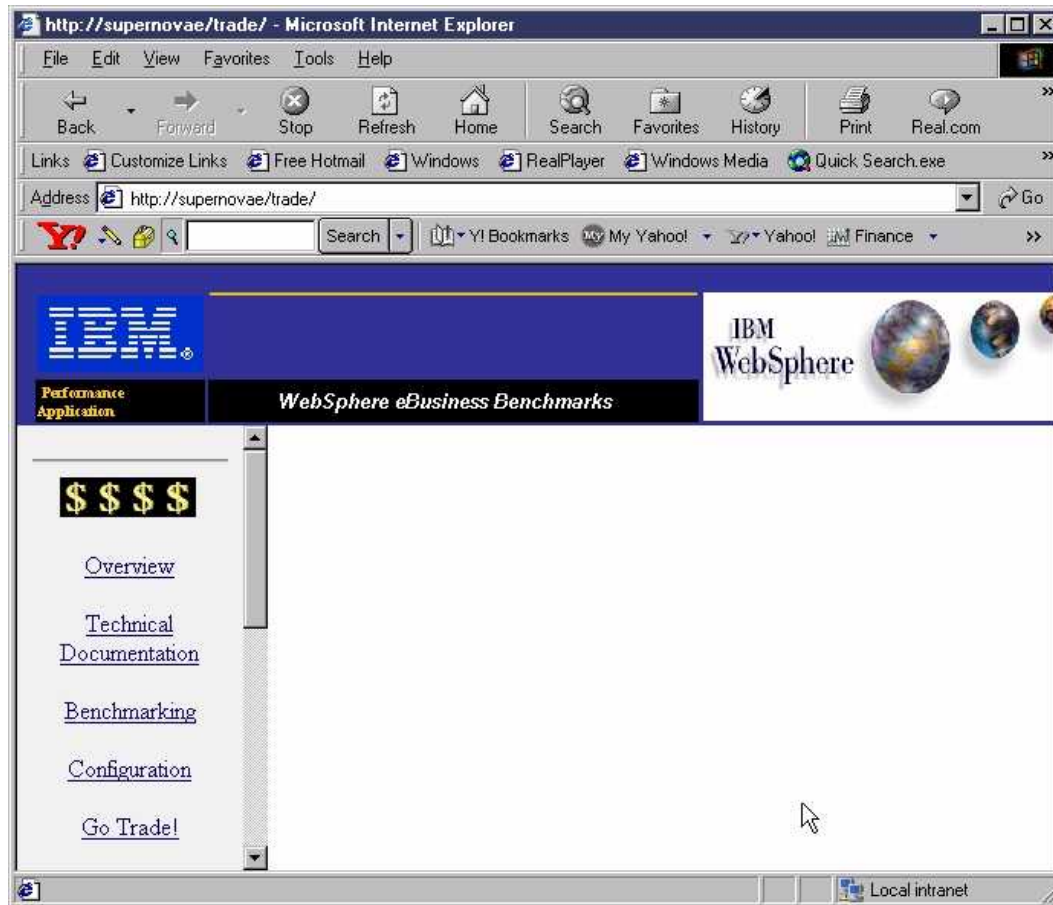 http://supernovae/trade/ - Microsoft Internet Explorer
File Edit View Favorites Tools Help
Back Forward Stop Refresh Home Search Favorites History Print Real.com »
Links Customize Links Free Hotmail Windows RealPlayer Windows Media Quick Search.exe »
Address http://supernovae/trade/ Go
Y! Search Y! Bookmarks My My Yahoo! Y! Yahoo! Finance »
IBM®
IBM
WebSphere
Performance
Application
WebSphere eBusiness Benchmarks
$ $ $ $
Overview
Technical
Documentation
Benchmarking
Configuration
Go Trade!
Local intranet